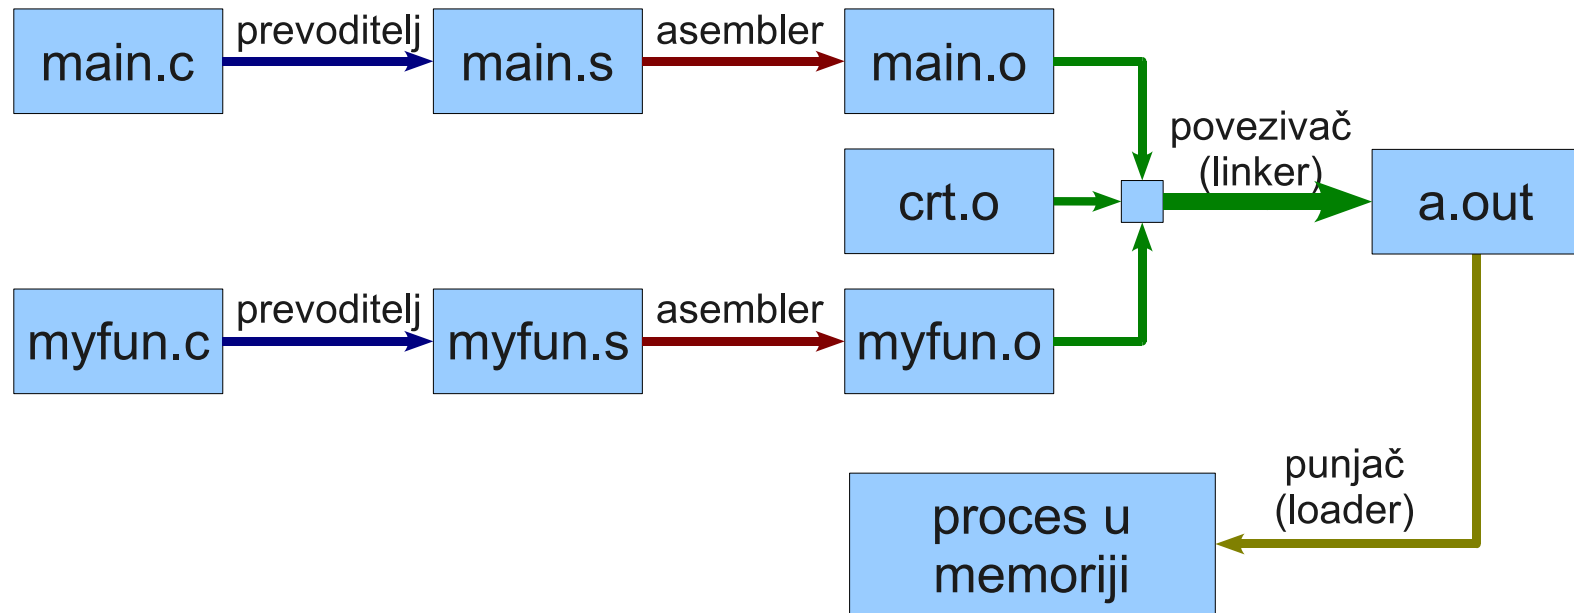 main.c
prevoditelj
main.s
asembler
main.o
povezivač
(linker)
crt.o
a.out
myfun.c
prevoditelj
myfun.s
asembler
myfun.o
punjač
(loader)
proces u
memoriji